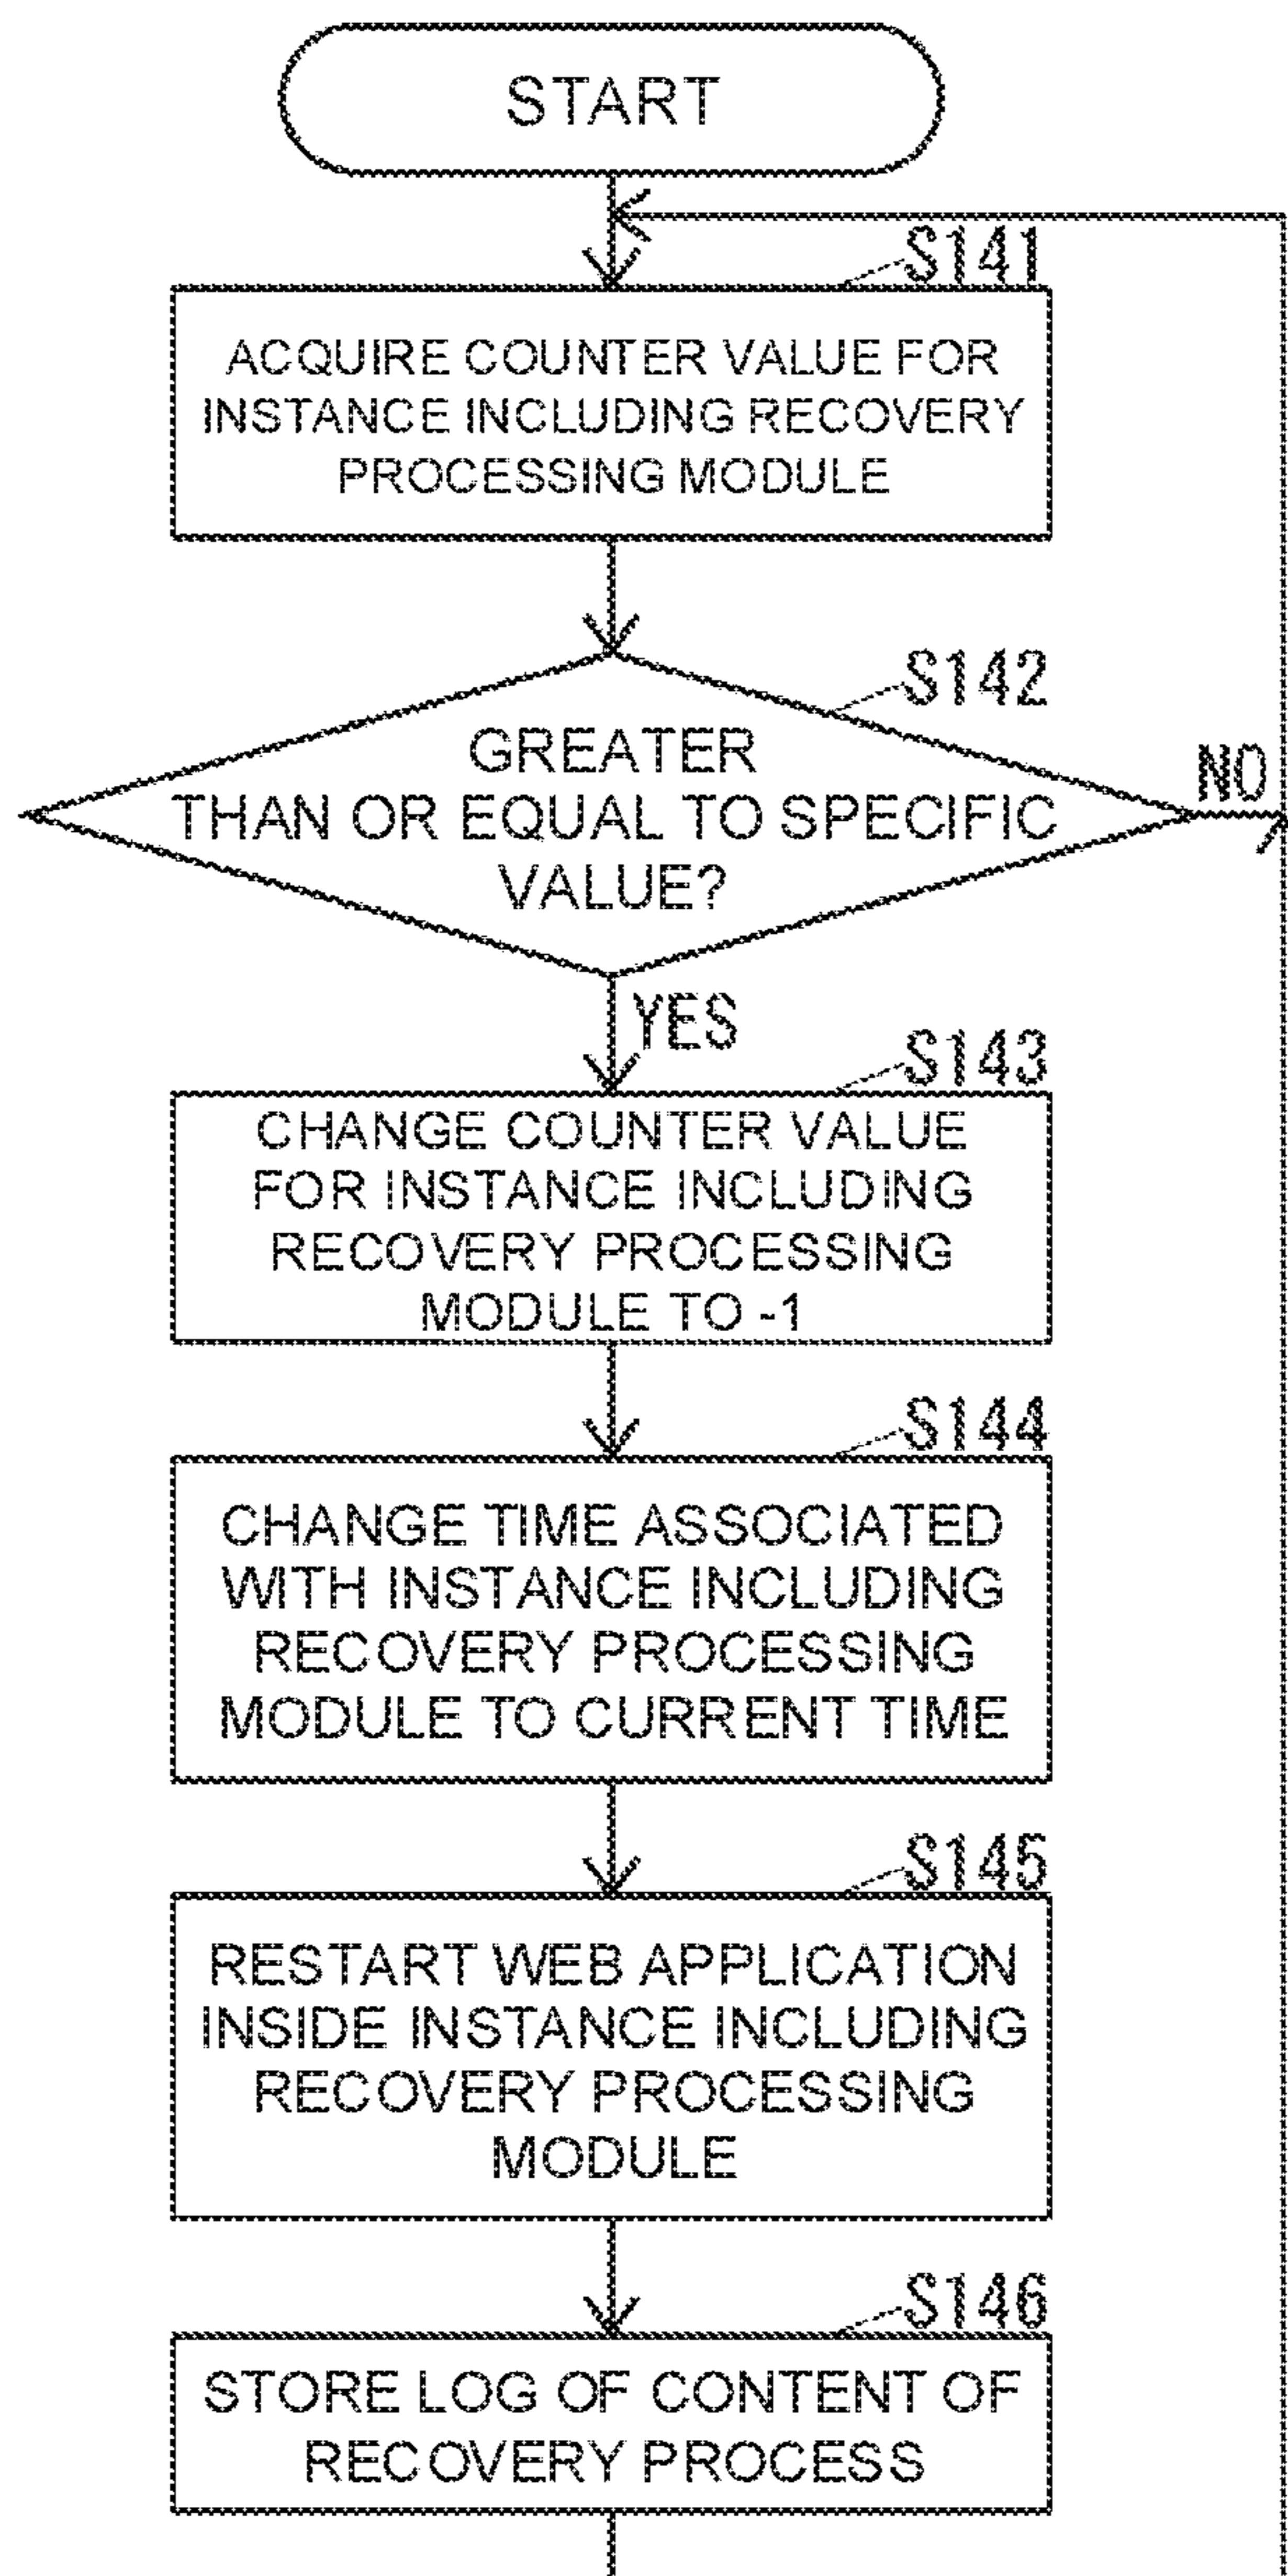 START
S141
ACQUIRE COUNTER VALUE FOR
INSTANCE INCLUDING RECOVERY
PROCESSING MODULE
S142
GREATER
THAN OR EQUAL TO SPECIFIC
VALUE?
NO
YES
S143
CHANGE COUNTER VALUE
FOR INSTANCE INCLUDING
RECOVERY PROCESSING
MODULE TO -1
S144
CHANGE TIME ASSOCIATED
WITH INSTANCE INCLUDING
RECOVERY PROCESSING
MODULE TO CURRENT TIME
S145
RESTART WEB APPLICATION
INSIDE INSTANCE INCLUDING
RECOVERY PROCESSING
MODULE
S146
STORE LOG OF CONTENT OF
RECOVERY PROCESS